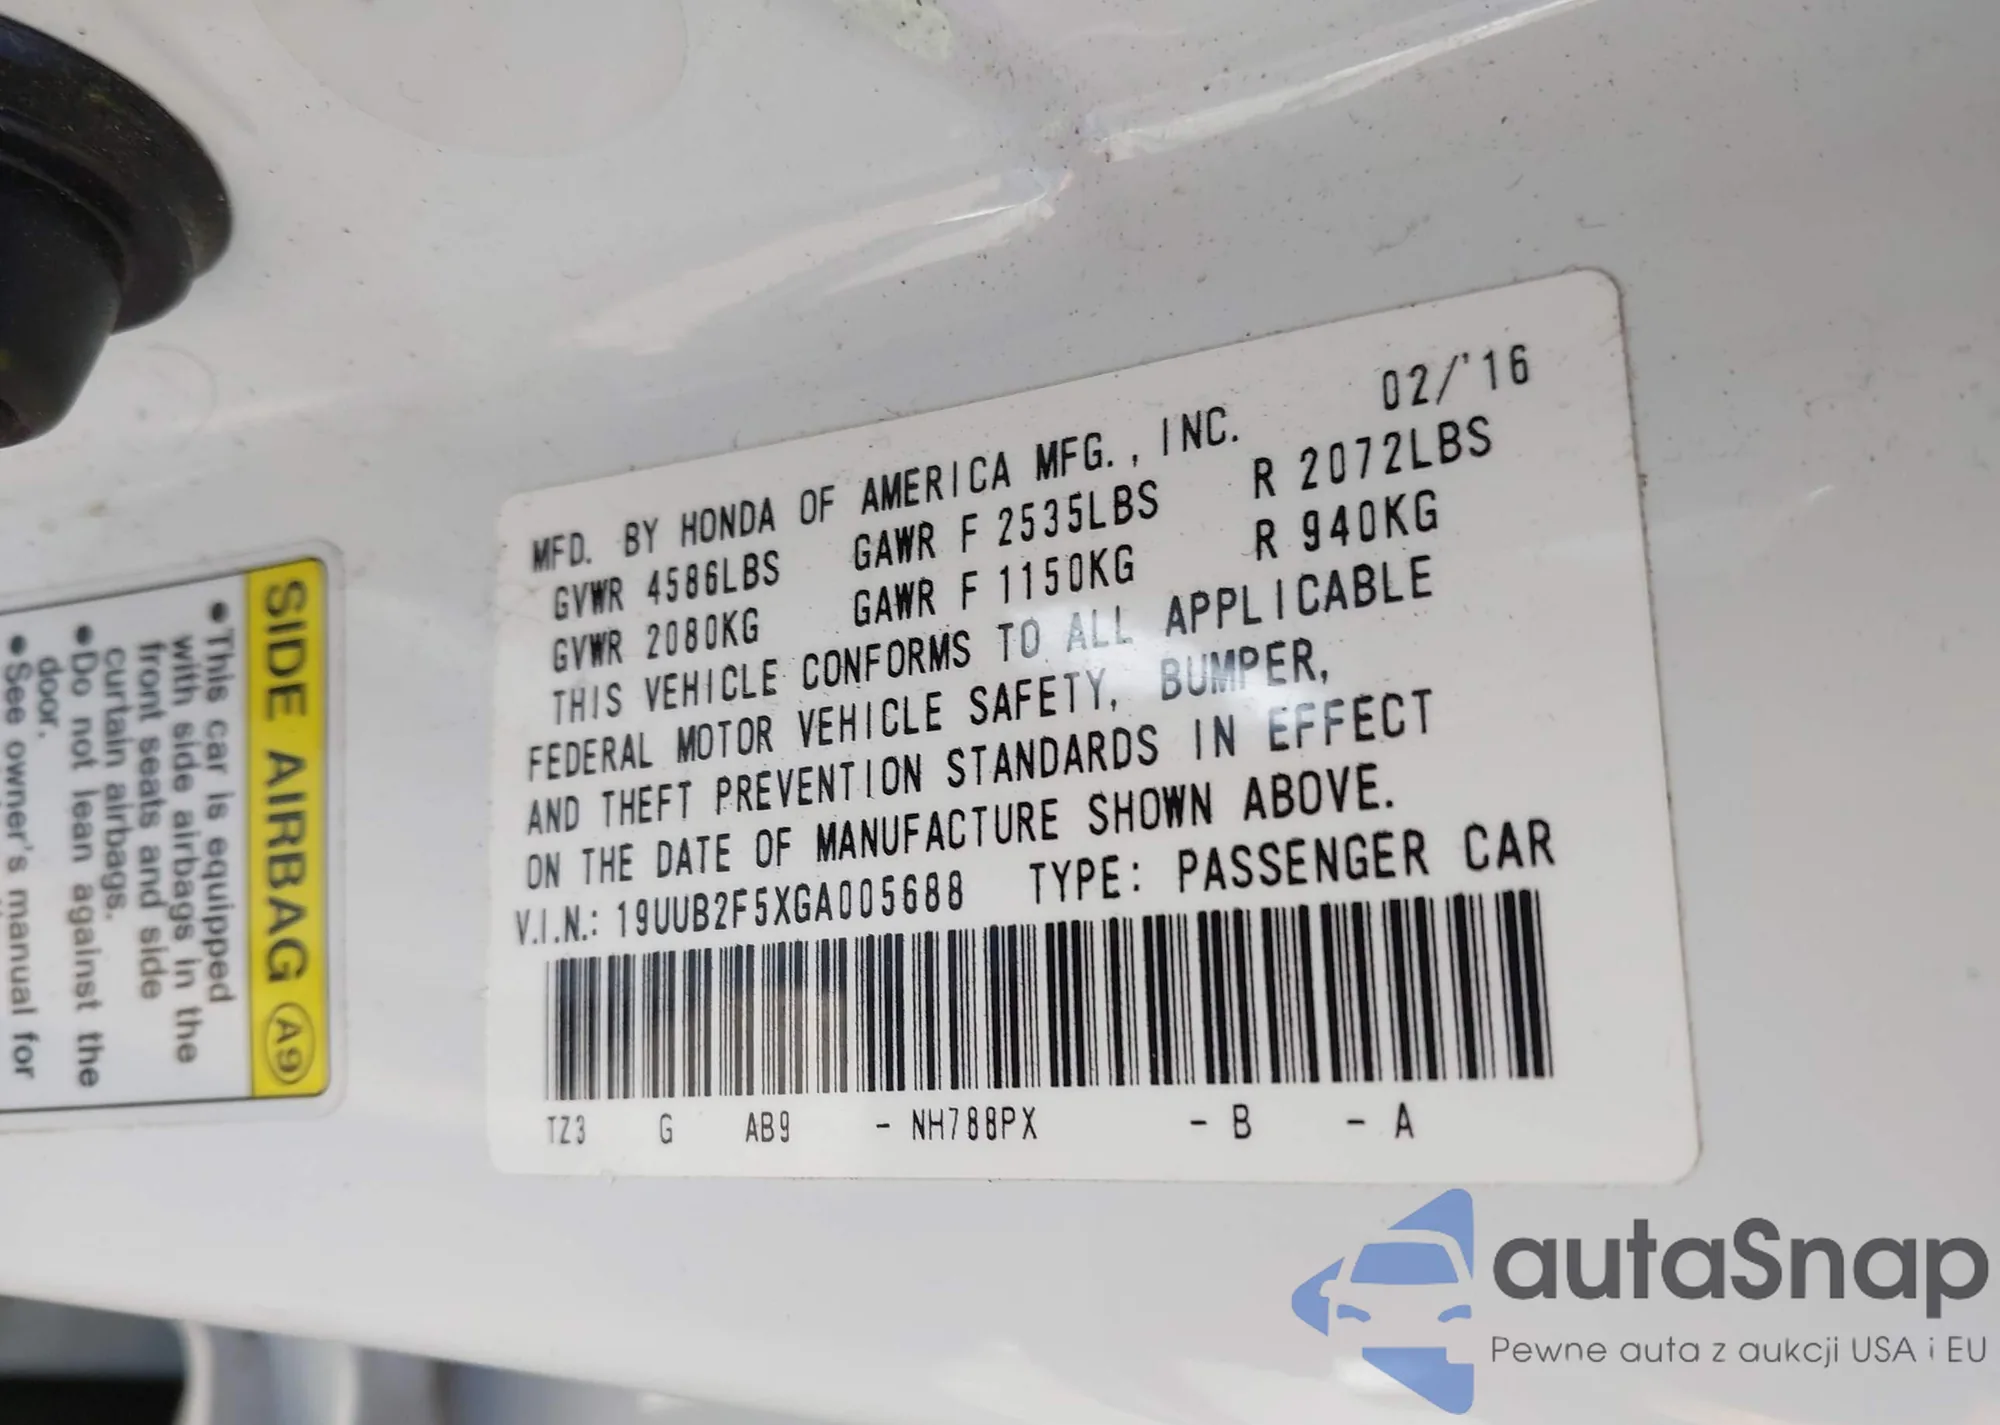 MFD. BY HONDA OF AMERICA MFG., INC. 02/'16
GVWR 4586LBS GAWR F 2535LBS R 2072LBS
GVWR 2080KG GAWR F 1150KG R 940KG
THIS VEHICLE CONFORMS TO ALL APPLICABLE
FEDERAL MOTOR VEHICLE SAFETY, BUMPER,
AND THEFT PREVENTION STANDARDS IN EFFECT
ON THE DATE OF MANUFACTURE SHOWN ABOVE.
V.I.N.: 19UUB2F5XGA005688 TYPE: PASSENGER CAR
TZ3 G AB9 - NH788PX - B - A
SIDE AIRBAG A9
•This car is equipped
with side airbags in the
front seats and side
curtain airbags.
•Do not lean against the
door.
•See owner's manual for
autaSnap
Pewne auta z aukcji USA i EU